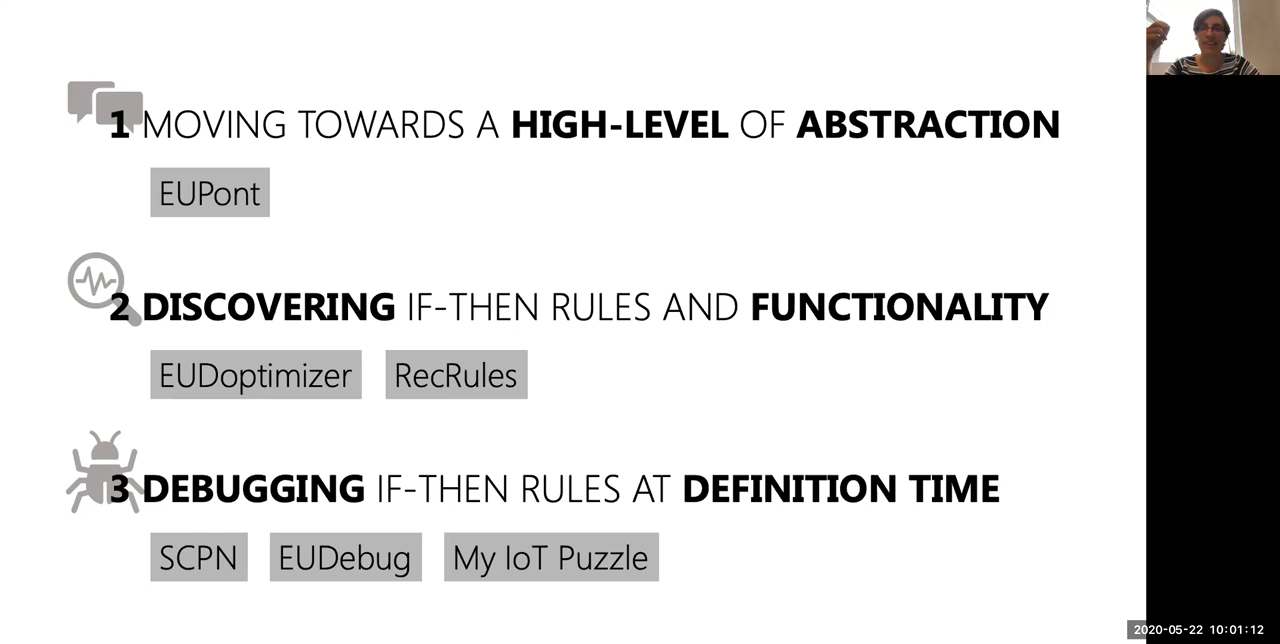 1 MOVING TOWARDS A HIGH-LEVEL OF ABSTRACTION
EUPont
2 DISCOVERING IF-THEN RULES AND FUNCTIONALITY
EUDoptimizer RecRules
3 DEBUGGING IF-THEN RULES AT DEFINITION TIME
SCPN EUDebug My IoT Puzzle
2020-05-22 10:01:12